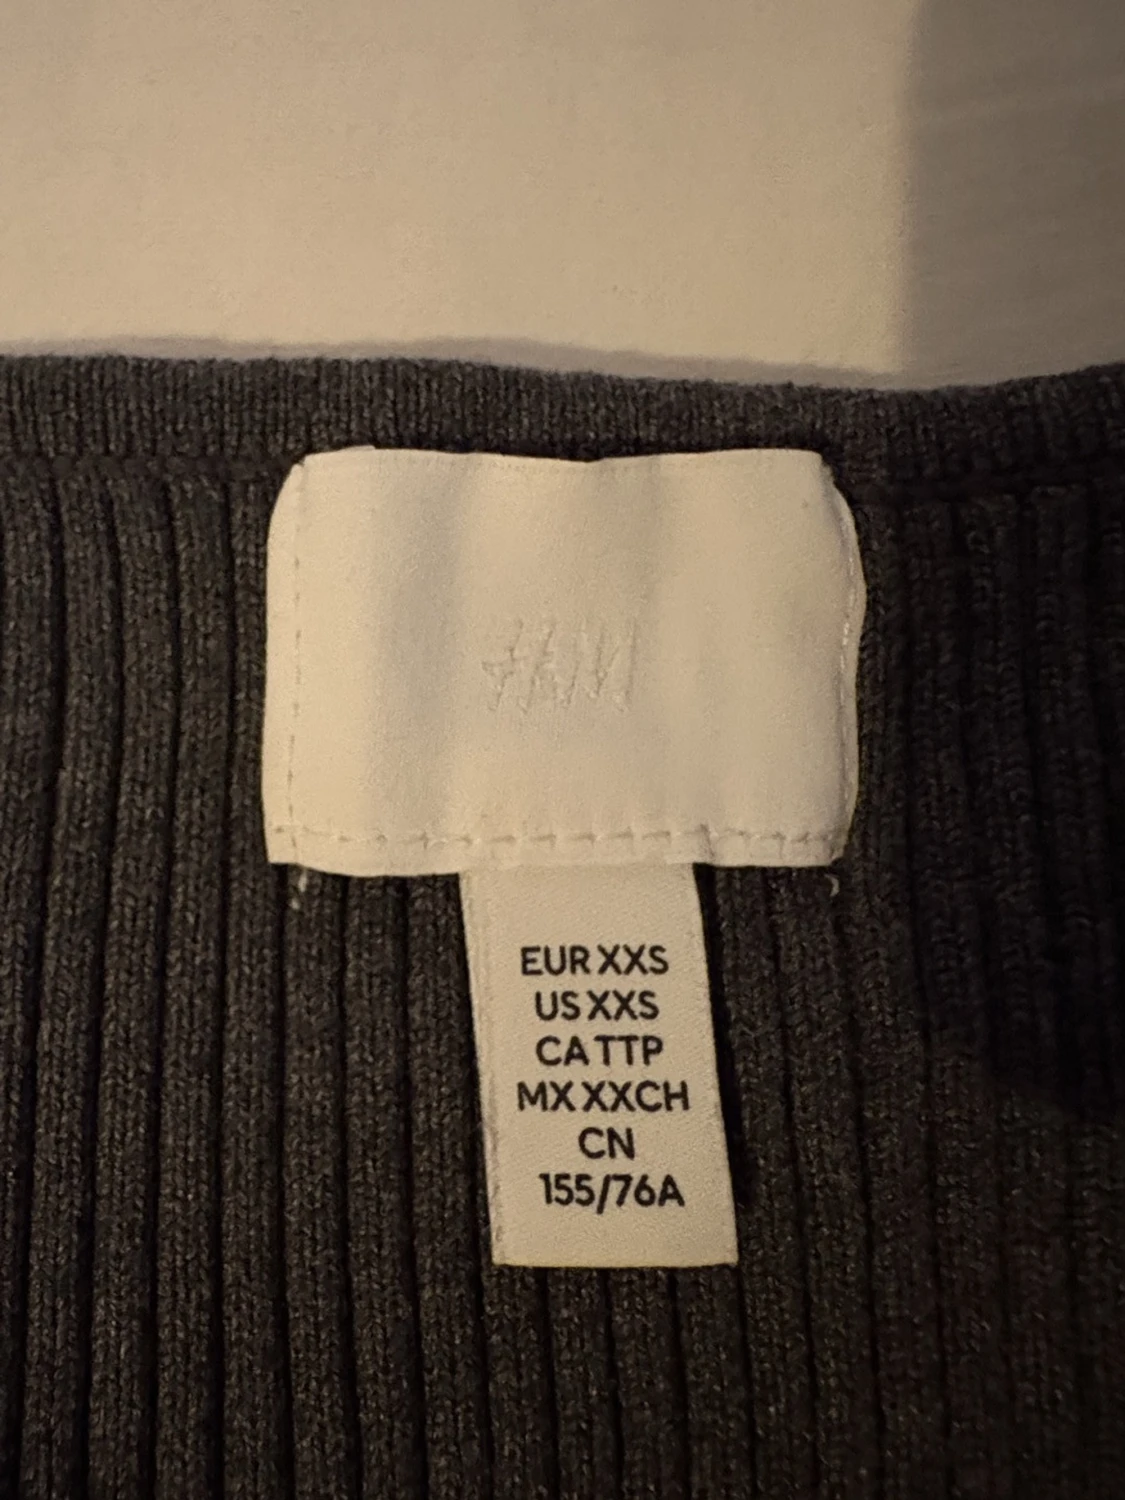 H&M
EUR XXS
US XXS
CA TTP
MX XXCH
CN
155/76A